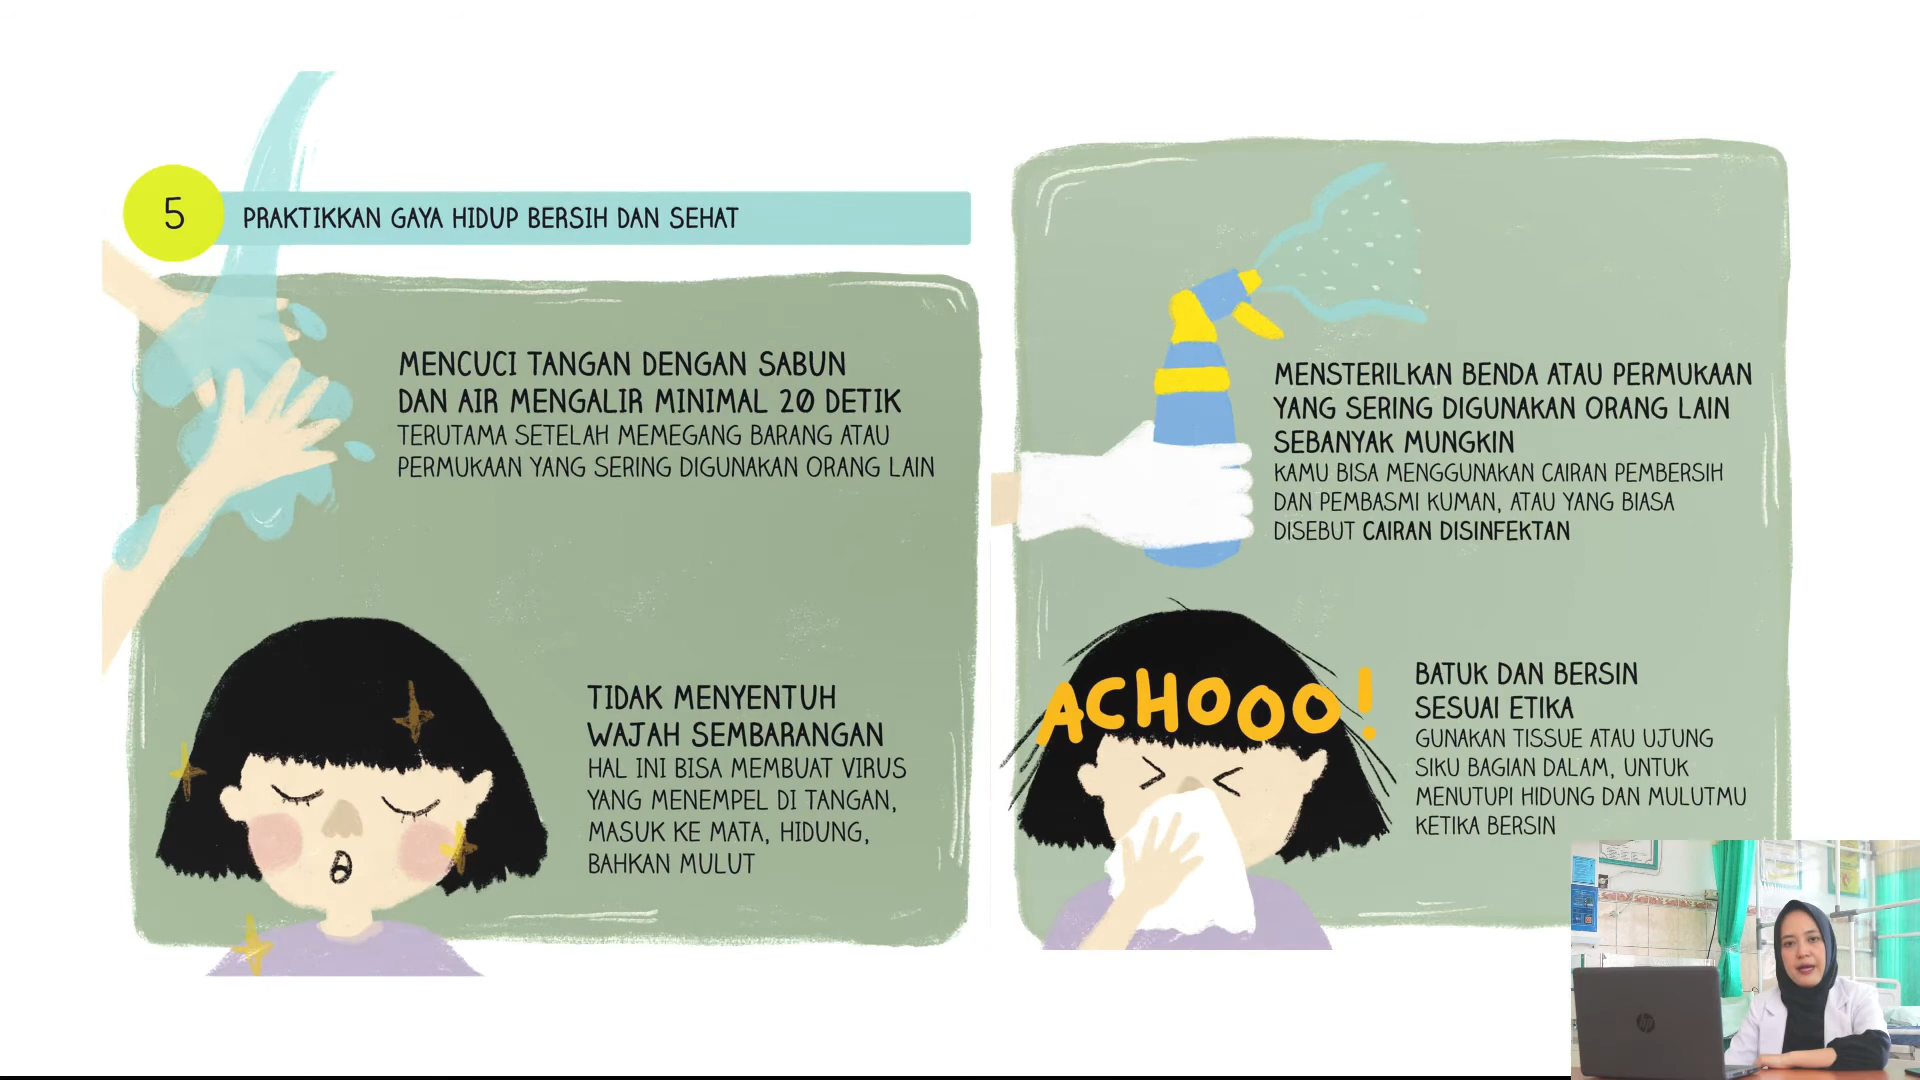 5
PRAKTIKKAN GAYA HIDUP BERSIH DAN SEHAT
MENCUCI TANGAN DENGAN SABUN
DAN AIR MENGALIR MINIMAL 20 DETIK
TERUTAMA SETELAH MEMEGANG BARANG ATAU
PERMUKAAN YANG SERING DIGUNAKAN ORANG LAIN
TIDAK MENYENTUH
WAJAH SEMBARANGAN
HAL INI BISA MEMBUAT VIRUS
YANG MENEMPEL DI TANGAN,
MASUK KE MATA, HIDUNG,
BAHKAN MULUT
MENSTERILKAN BENDA ATAU PERMUKAAN
YANG SERING DIGUNAKAN ORANG LAIN
SEBANYAK MUNGKIN
KAMU BISA MENGGUNAKAN CAIRAN PEMBERSIH
DAN PEMBASMI KUMAN, ATAU YANG BIASA
DISEBUT CAIRAN DISINFEKTAN
ACHOOO!
BATUK DAN BERSIN
SESUAI ETIKA
GUNAKAN TISSUE ATAU UJUNG
SIKU BAGIAN DALAM, UNTUK
MENUTUPI HIDUNG DAN MULUTMU
KETIKA BERSIN
hp